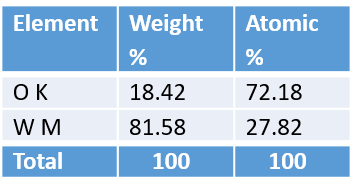 Element Weight Atomic
% %
O K 18.42 72.18
W M 81.58 27.82
Total 100 100